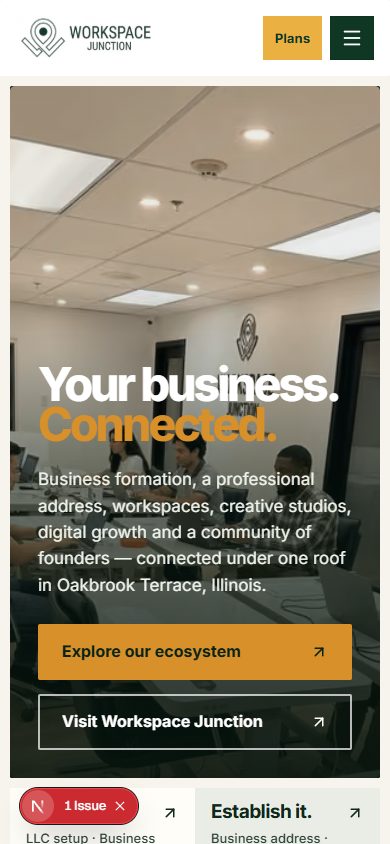 WORKSPACE
JUNCTION
Plans
Your business.
Connected.
Business formation, a professional
address, workspaces, creative studios,
digital growth and a community of
founders — connected under one roof
in Oakbrook Terrace, Illinois.
Explore our ecosystem
Visit Workspace Junction
N
1 Issue
Establish it.
LLC setup · Business
Business address ·